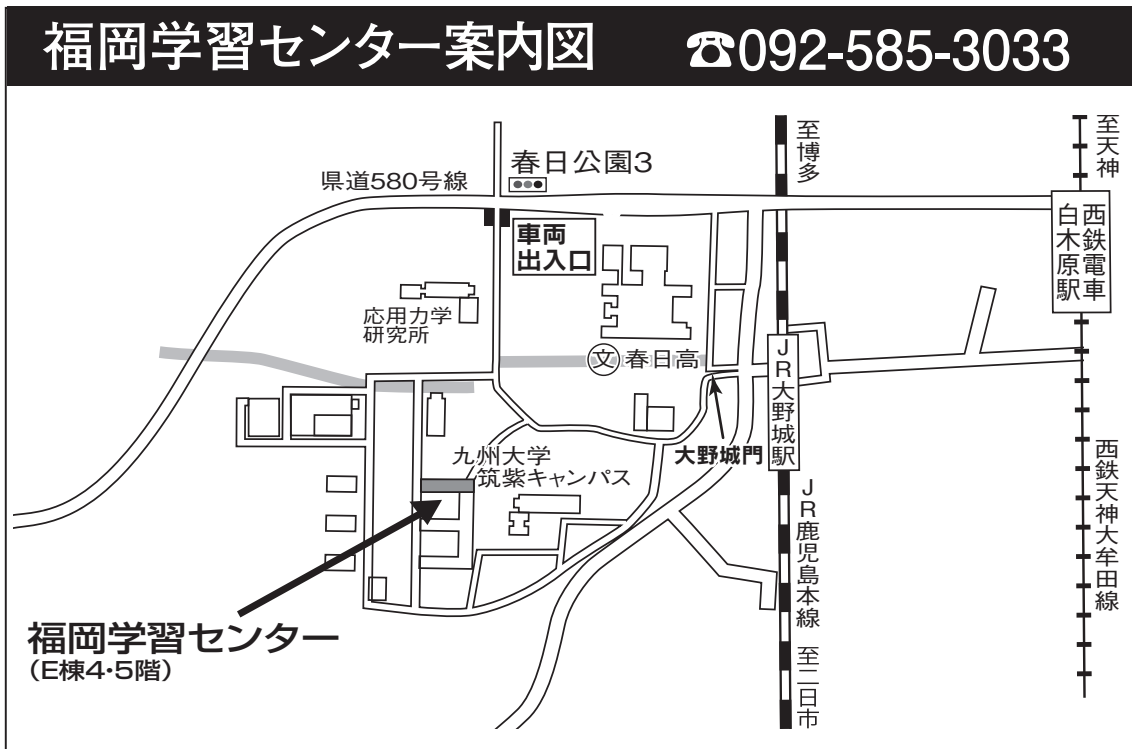 福岡学習センター案内図 ☎092-585-3033
至博多
至天神
春日公園3
県道580号線
車両
出入口
西鉄電車
白木原駅
応用力学
研究所
文 春日高
JR大野城駅
大野城門
九州大学
筑紫キャンパス
西鉄天神大牟田線
JR鹿児島本線
至二日市
福岡学習センター
(E棟4・5階)